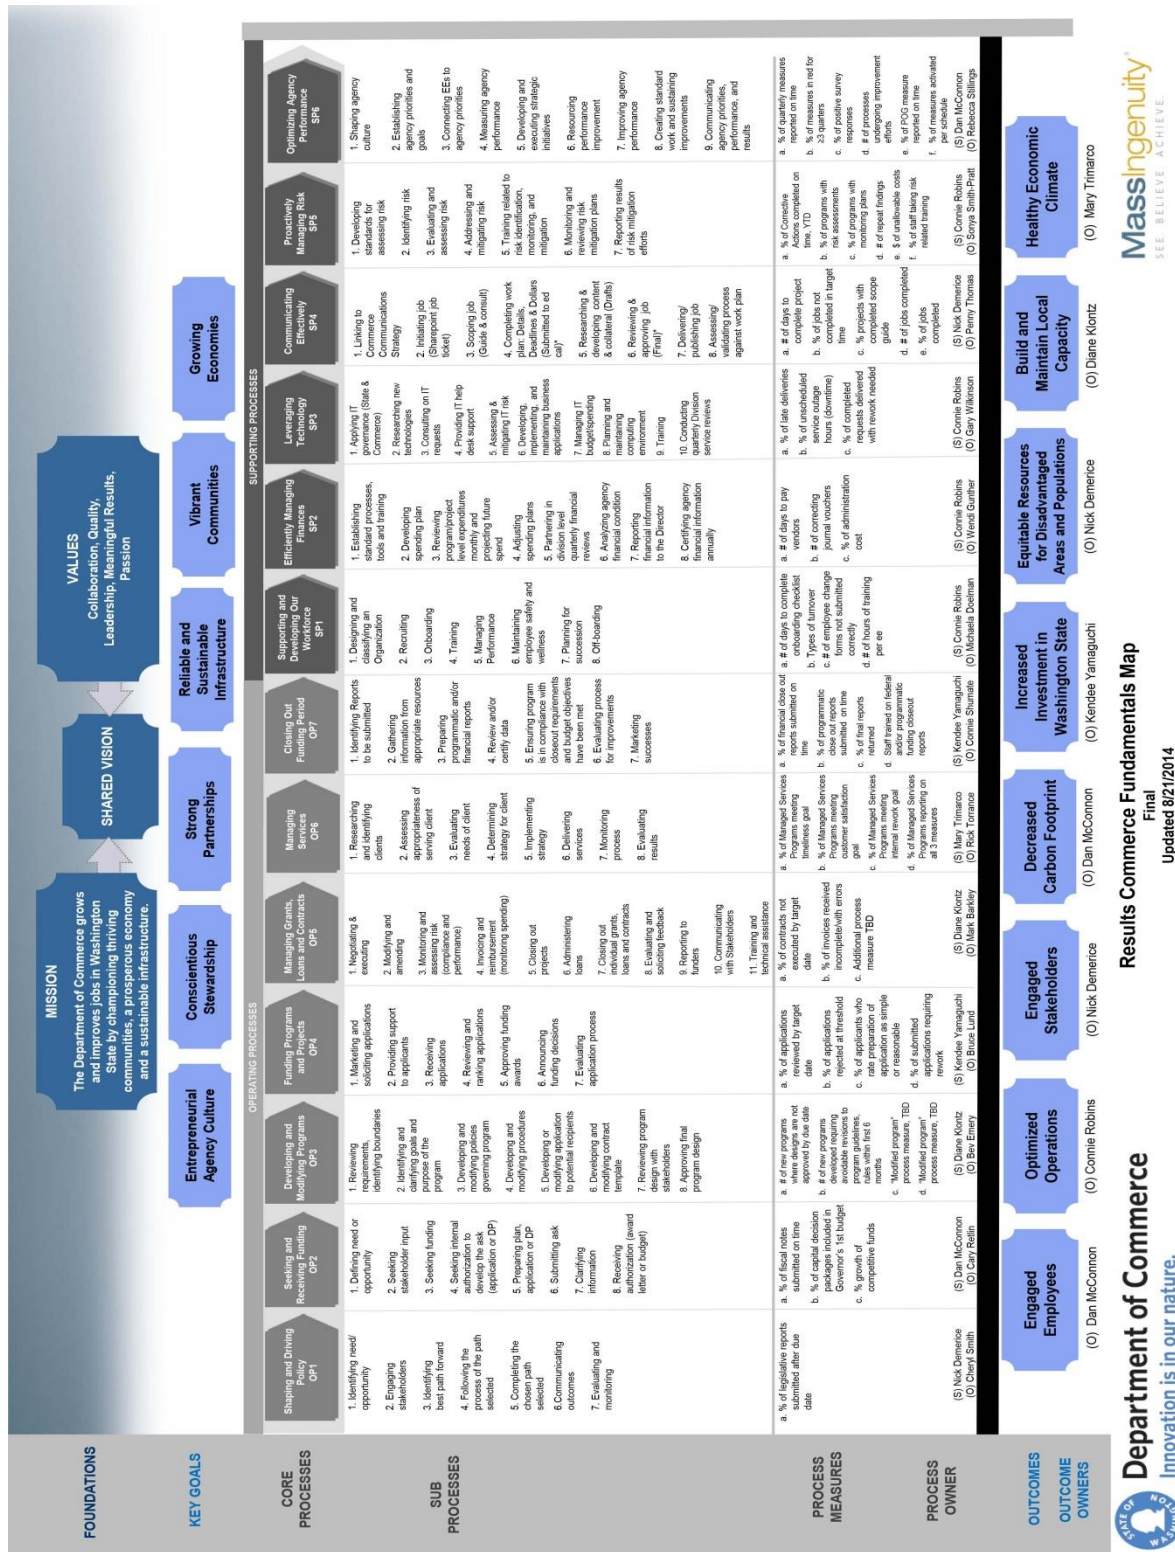 FOUNDATIONS
MISSION
The Department of Commerce grows
and improves jobs in Washington
State by championing thriving
communities, a prosperous economy
and a sustainable infrastructure.
SHARED VISION
VALUES
Collaboration, Quality,
Leadership, Meaningful Results,
Passion
KEY GOALS
Entrepreneurial
Agency Culture
Conscientious
Stewardship
Strong
Partnerships
Reliable and
Sustainable
Infrastructure
Vibrant
Communities
Growing
Economies
OPERATING PROCESSES
SUPPORTING PROCESSES
CORE
PROCESSES
SUB
PROCESSES
PROCESS
MEASURES
PROCESS
OWNER
Shaping and Driving
Policy
OP1
1. Identifying need/
opportunity
2. Engaging
stakeholders
3. Identifying
best path forward
4. Following the
process of the path
selected
5. Completing the
chosen path
selected
6.Communicating
outcomes
7. Evaluating and
monitoring
a. % of legislative reports
submitted after due
date
(S) Nick Demerice
(O) Cheryl Smith
Seeking and
Receiving Funding
OP2
1. Defining need or
opportunity
2. Seeking
stakeholder input
3. Seeking funding
4. Seeking internal
authorization to
develop the ask
(application or DP)
5. Preparing plan,
application or DP
6. Submitting ask
7. Clarifying
information
8. Receiving
authorization (award
letter or budget)
a. % of fiscal notes
submitted on time
b. % of capital decision
packages included in
Governor's 1st budget
c. % growth of
competitive funds
(S) Dan McConnon
(O) Cary Retlin
Developing and
Modifying Programs
OP3
1. Reviewing
requirements,
identifying boundaries
2. Identifying and
clarifying goals and
purpose of the
program
3. Developing and
modifying policies
governing program
4. Developing and
modifying procedures
5. Developing or
modifying application
to potential recipients
6. Developing and
modifying contract
template
7. Reviewing program
design with
stakeholders
8. Approving final
program design
a. # of new programs
where designs are not
approved by due date
b. # of new programs
developed requiring
avoidable revisions to
program guidelines,
rules within first 6
months
c. "Modified program"
process measure, TBD
d. "Modified program"
process measure, TBD
(S) Diane Klontz
(O) Bev Emery
Funding Programs
and Projects
OP4
1. Marketing and
soliciting applications
2. Providing support
to applicants
3. Receiving
applications
4. Reviewing and
ranking applications
5. Approving funding
awards
6. Announcing
funding decisions
7. Evaluating
application process
a. % of applications
reviewed by target
date
b. % of applications
rejected at threshold
c. % of applicants who
rate preparation of
application as simple
or reasonable
d. % of submitted
applications requiring
rework
(S) Kendee Yamaguchi
(O) Bruce Lund
Managing Grants,
Loans and Contracts
OP5
1. Negotiating &
executing
2. Modifying and
amending
3. Monitoring and
assessing risk
(compliance and
performance)
4. Invoicing and
reimbursement
(monitoring spending)
5. Closing out
projects
6. Administering
loans
7. Closing out
individual grants,
loans and contracts
8. Evaluating and
soliciting feedback
9. Reporting to
funders
10. Communicating
with Stakeholders
11. Training and
technical assistance
a. % of contracts not
executed by target
date
b. % of invoices received
incomplete/with errors
c. Additional process
measure TBD
(S) Diane Klontz
(O) Mark Barkley
Managing
Services
OP6
1. Researching
and identifying
clients
2. Assessing
appropriateness of
serving client
3. Evaluating
needs of client
4. Determining
strategy for client
5. Implementing
strategy
6. Delivering
services
7. Monitoring
process
8. Evaluating
results
a. % of Managed Services
Programs meeting
timeliness goal
b. % of Managed Services
Programs meeting
customer satisfaction
goal
c. % of Managed Services
Programs meeting
internal rework goal
d. % of Managed Services
Programs reporting on
all 3 measures
(S) Mary Trimarco
(O) Rick Torrance
Closing Out
Funding Period
OP7
1. Identifying Reports
to be submitted
2. Gathering
information from
appropriate resources
3. Preparing
programmatic and/or
financial reports
4. Review and/or
certify data
5. Ensuring program
is in compliance with
closeout requirements
and budget objectives
have been met
6. Evaluating process
for improvements
7. Marketing
successes
a. % of financial close out
reports submitted on
time
b. % of programmatic
close out reports
submitted on time
c. % of final reports
returned
d. Staff trained on federal
and/or programmatic
funding closeout
reports
(S) Kendee Yamaguchi
(O) Connie Shumate
Supporting and
Developing Our
Workforce
SP1
1. Designing and
classifying an
Organization
2. Recruiting
3. Onboarding
4. Training
5. Managing
Performance
6. Maintaining
employee safety and
wellness
7. Planning for
succession
8. Off-boarding
a. # of days to complete
onboarding checklist
b. Types of turnover
c. # of employee change
forms not submitted
correctly
d. # of hours of training
per ee
(S) Connie Robins
(O) Michaela Doelman
Efficiently Managing
Finances
SP2
1. Establishing
standard processes,
tools and training
2. Developing
spending plan
3. Reviewing
program/project
level expenditures
monthly and
projecting future
spend
4. Adjusting
spending plans
5. Partnering in
division level
quarterly financial
reviews
6. Analyzing agency
financial condition
7. Reporting
financial information
to the Director
8. Certifying agency
financial information
annually
a. # of days to pay
vendors
b. # of correcting
journal vouchers
c. % of administration
cost
(S) Connie Robins
(O) Wendi Gunther
Leveraging
Technology
SP3
1. Applying IT
governance (State &
Commerce)
2. Researching new
technologies
3. Consulting on IT
requests
4. Providing IT help
desk support
5. Assessing &
mitigating IT risk
6. Developing,
implementing, and
maintaining business
applications
7. Managing IT
budget/spending
8. Planning and
maintaining
computing
environment
9. Training
10. Conducting
quarterly Division
service reviews
a. % of late deliveries
b. % of unscheduled
service outage
hours (downtime)
c. % of completed
requests delivered
with rework needed
(S) Connie Robins
(O) Gary Wilkinson
Communicating
Effectively
SP4
1. Linking to
Commerce
Communications
Strategy
2. Initiating job
(Sharepoint job
ticket)
3. Scoping job
(Guide & consult)
4. Completing work
plan: Details,
Deadlines & Dollars
(Submitted to ed
cal)*
5. Researching &
developing content
& collateral (Drafts)
6. Reviewing &
approving job
(Final)*
7. Delivering/
publishing job
8. Assessing/
validating process
against work plan
a. # of days to
complete project
b. % of jobs not
completed in target
time
c. % projects with
completed scope
guide
d. # of jobs completed
e. % of jobs
completed
(S) Nick Demerice
(O) Penny Thomas
Proactively
Managing Risk
SP5
1. Developing
standards for
assessing risk
2. Identifying risk
3. Evaluating and
assessing risk
4. Addressing and
mitigating risk
5. Training related to
risk identification,
monitoring, and
mitigation
6. Monitoring and
reviewing risk
mitigation plans
7. Reporting results
of risk mitigation
efforts
a. % of Corrective
Actions completed on
time, YTD
b. % of programs with
risk assessments
c. % of programs with
monitoring plans
d. # of repeat findings
e. $ of unallowable costs
f. % of staff taking risk
related training
(S) Connie Robins
(O) Sonya Smith-Pratt
Optimizing Agency
Performance
SP6
1. Shaping agency
culture
2. Establishing
agency priorities and
goals
3. Connecting EEs to
agency priorities
4. Measuring agency
performance
5. Developing and
executing strategic
initiatives
6. Resourcing
performance
improvement
7. Improving agency
performance
8. Creating standard
work and sustaining
improvements
9. Communicating
agency priorities,
performance, and
results
a. % of quarterly measures
reported on time
b. % of measures in red for
≥3 quarters
c. % of positive survey
responses
d. # of processes
undergoing improvement
efforts
e. % of POG measure
reported on time
f. % of measures activated
per schedule
(S) Dan McConnon
(O) Rebecca Stillings
OUTCOMES
OUTCOME
OWNERS
Engaged
Employees
(O) Dan McConnon
Optimized
Operations
(O) Connie Robins
Engaged
Stakeholders
(O) Nick Demerice
Decreased
Carbon Footprint
(O) Dan McConnon
Increased
Investment in
Washington State
(O) Kendee Yamaguchi
Equitable Resources
for Disadvantaged
Areas and Populations
(O) Nick Demerice
Build and
Maintain Local
Capacity
(O) Diane Klontz
Healthy Economic
Climate
(O) Mary Trimarco
STATE OF
WASHINGTON
Department of Commerce
Innovation is in our nature.
Results Commerce Fundamentals Map
Final
Updated 8/21/2014
MassIngenuity
SEE. BELIEVE. ACHIEVE.